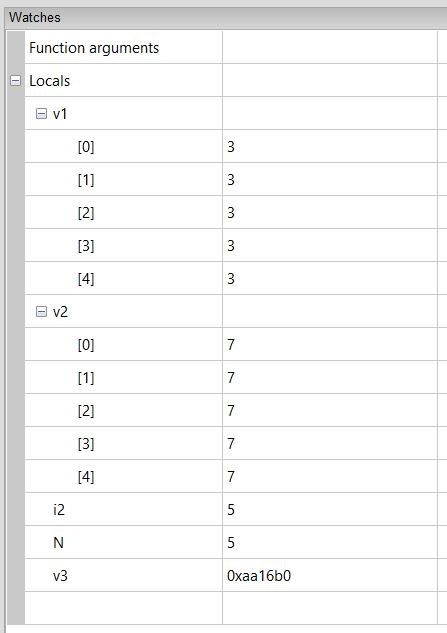 Watches
Function arguments
Locals
v1
[0] 3
[1] 3
[2] 3
[3] 3
[4] 3
v2
[0] 7
[1] 7
[2] 7
[3] 7
[4] 7
i2 5
N 5
v3 0xaa16b0